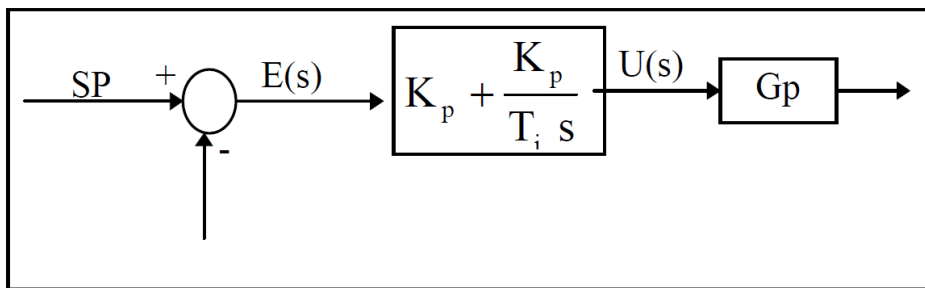 SP
+
-
E(s)
K_p + K_p / T_i s
U(s)
Gp